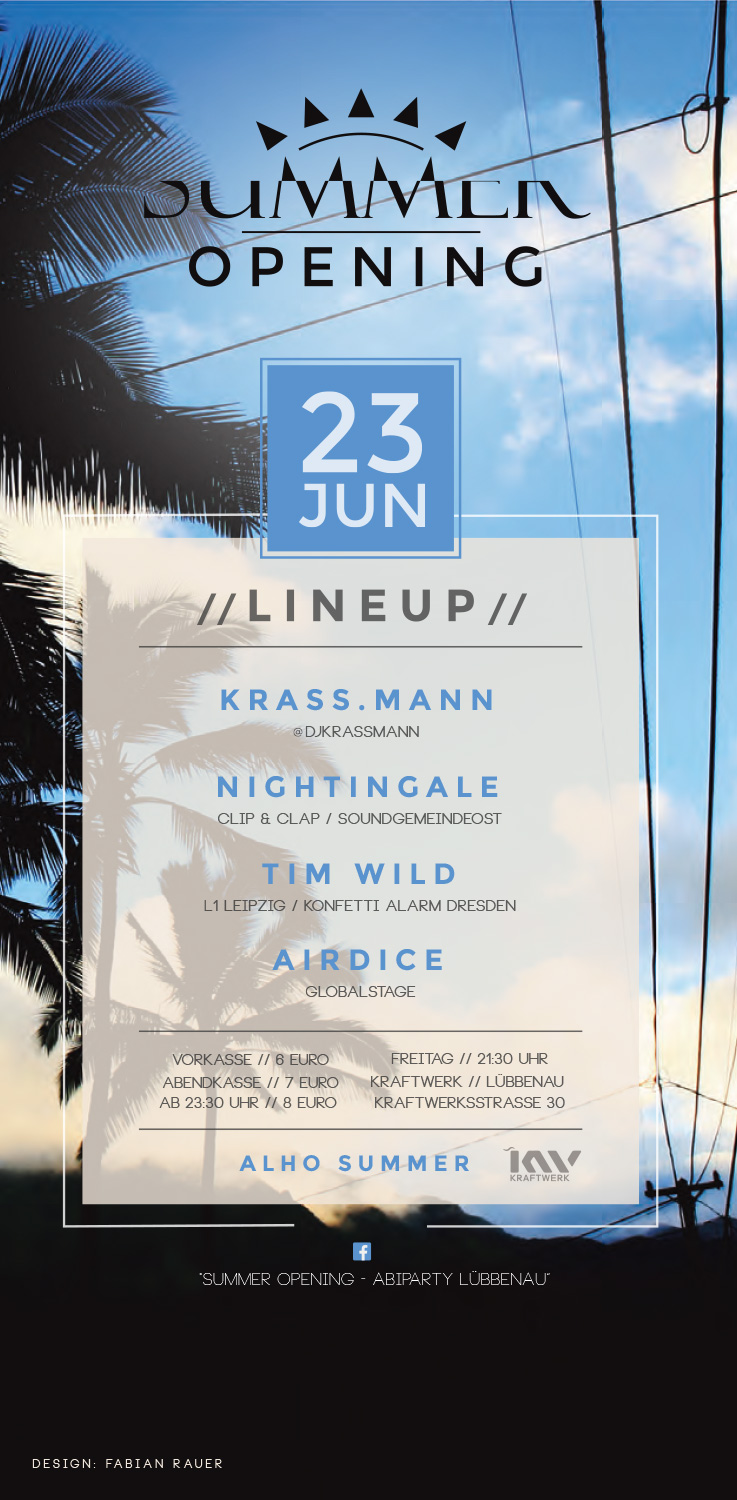 SUMMER
OPENING
23
JUN
//LINEUP//
KRASS.MANN
@DJKRASSMANN
NIGHTINGALE
CLIP & CLAP / SOUNDGEMEINDEOST
TIM WILD
L1 LEIPZIG / KONFETTI ALARM DRESDEN
AIRDICE
GLOBALSTAGE
VORKASSE // 6 EURO
ABENDKASSE // 7 EURO
AB 23:30 UHR // 8 EURO
FREITAG // 21:30 UHR
KRAFTWERK // LÜBBENAU
KRAFTWERKSSTRASSE 30
ALHO SUMMER
KRAFTWERK
"SUMMER OPENING - ABIPARTY LÜBBENAU"
DESIGN: FABIAN RAUER